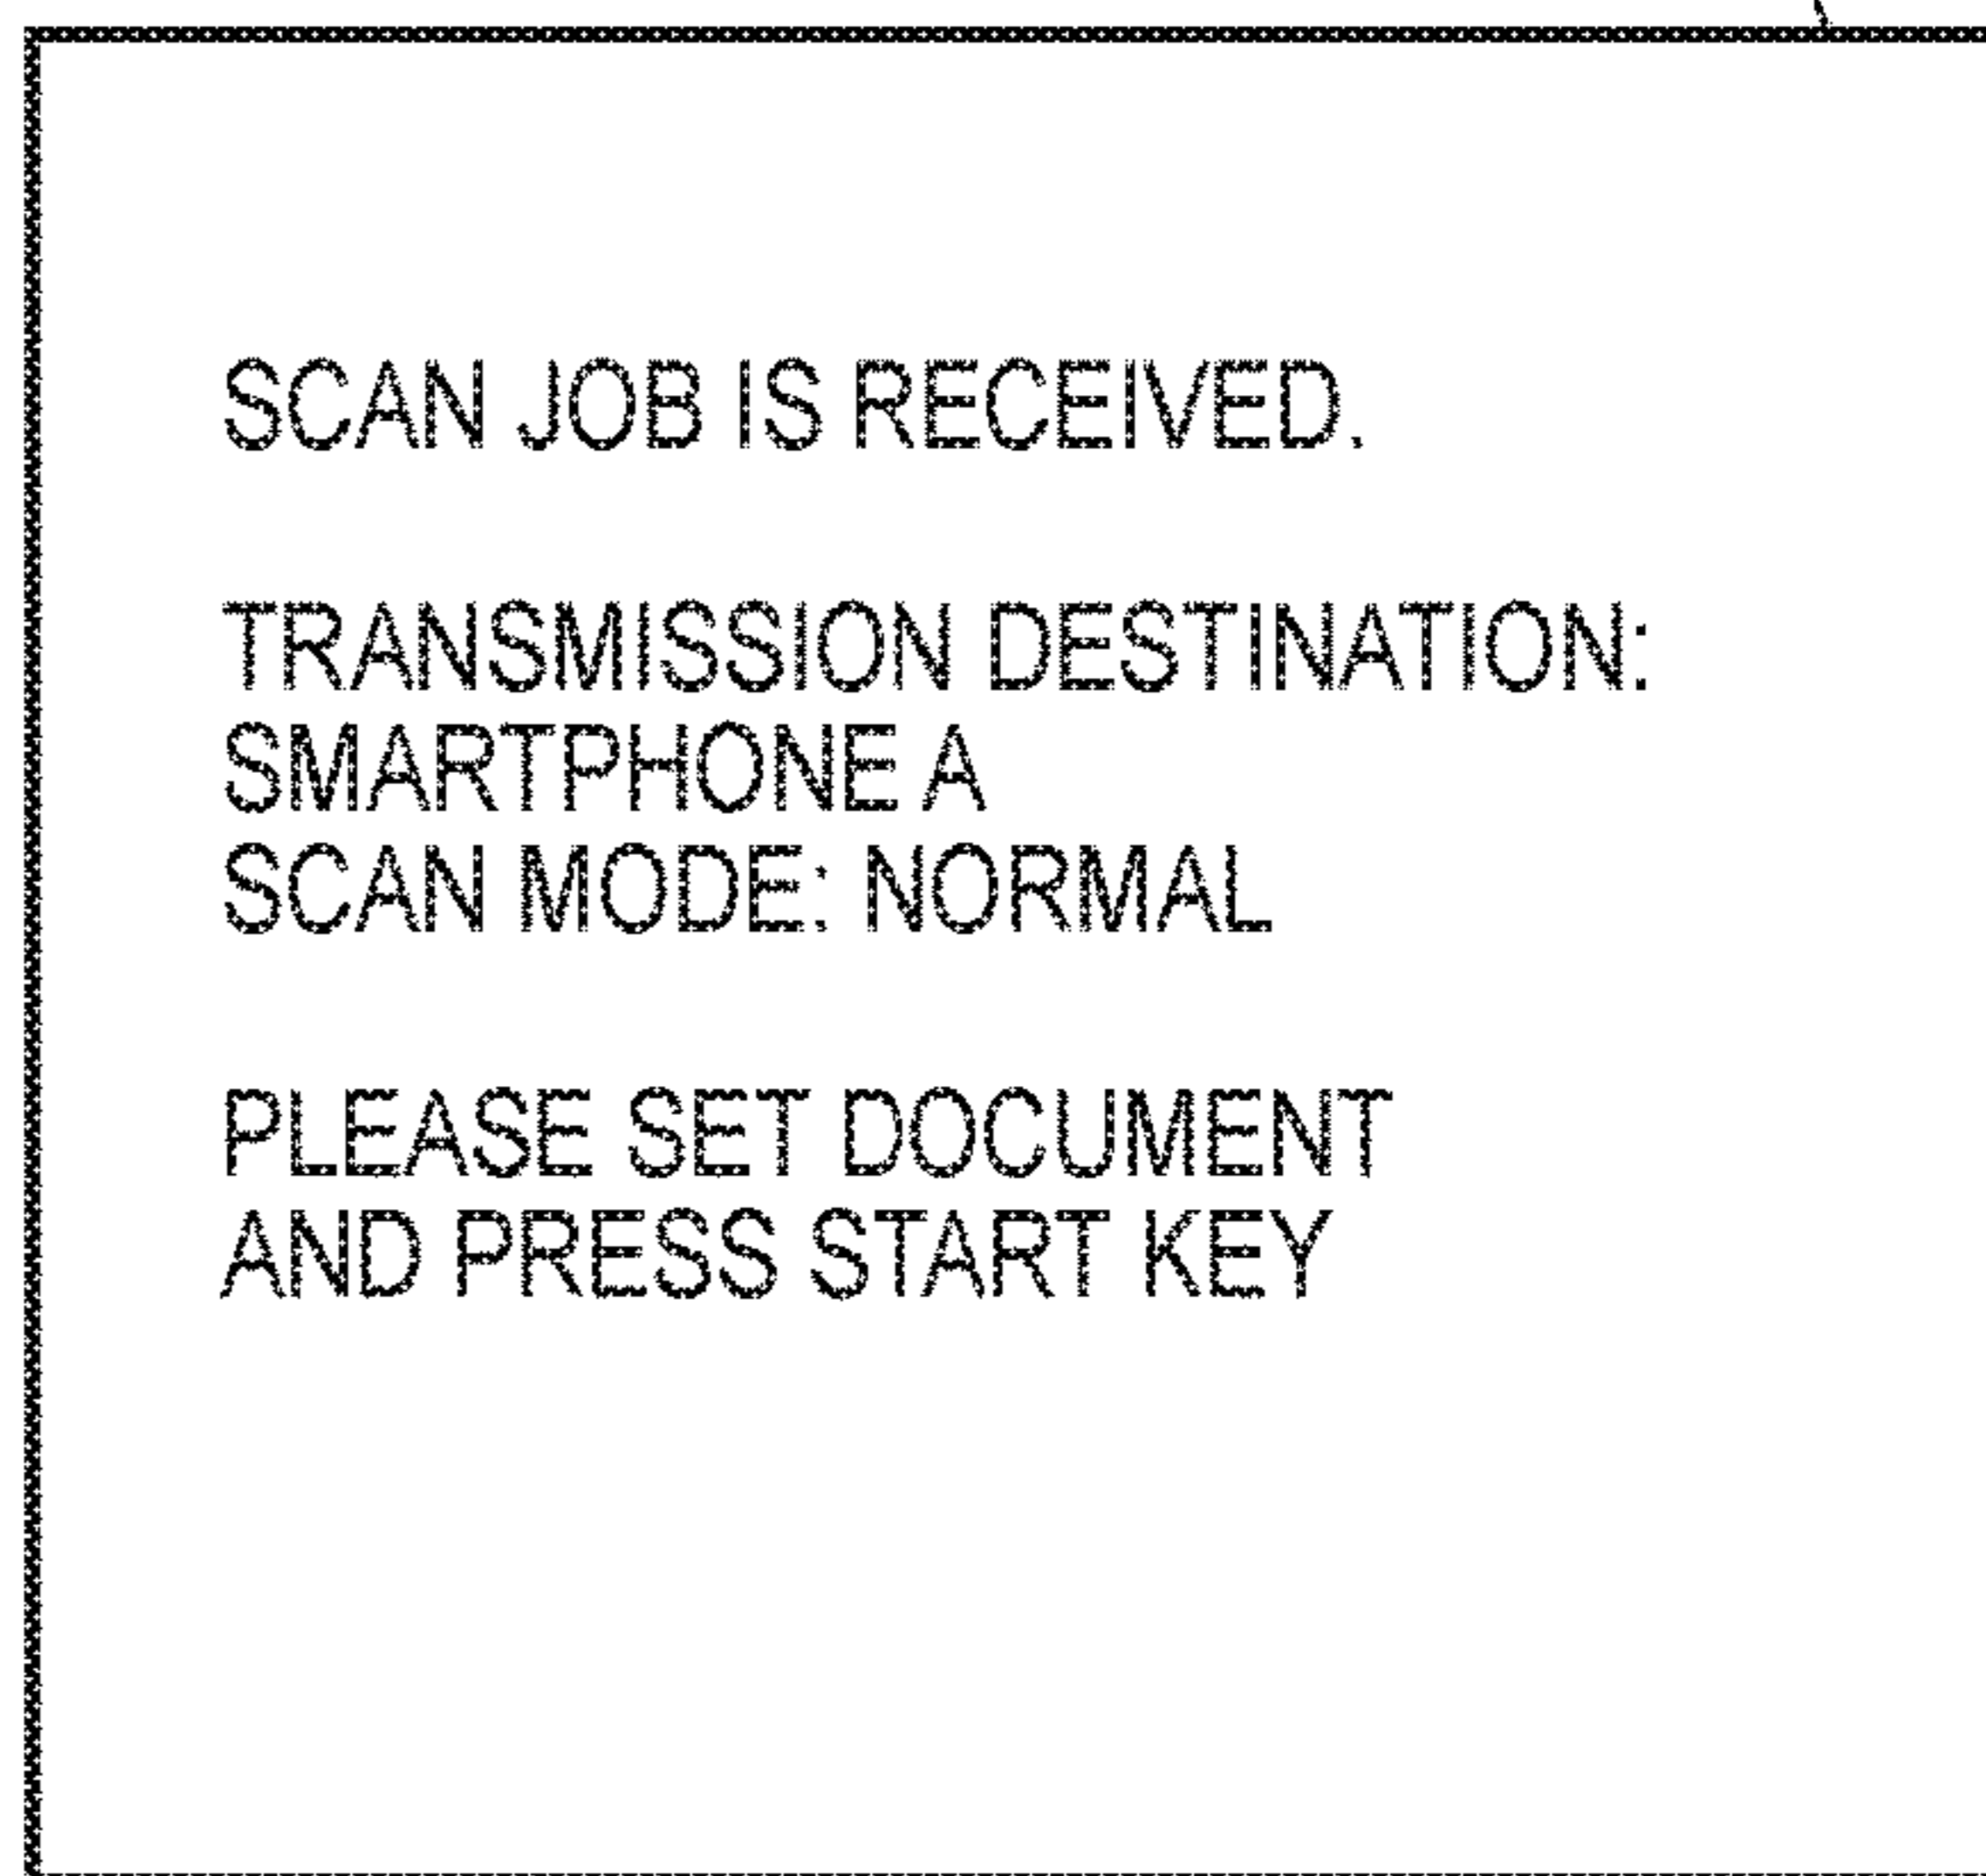 SCAN JOB IS RECEIVED.
TRANSMISSION DESTINATION:
SMARTPHONE A
SCAN MODE: NORMAL
PLEASE SET DOCUMENT
AND PRESS START KEY